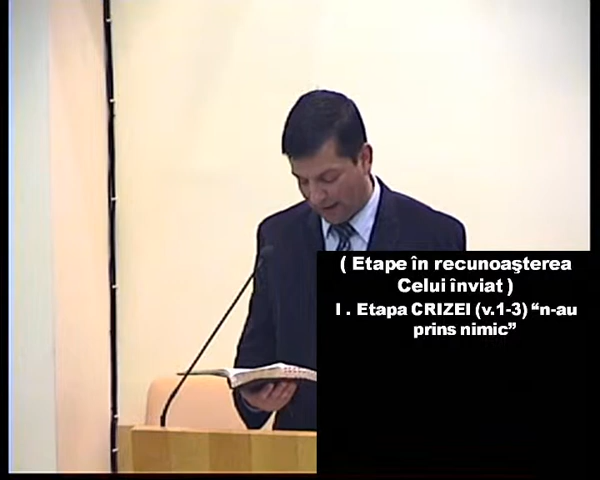 ( Etape în recunoaşterea
Celui înviat )
I . Etapa CRIZEI (v.1-3) “n-au
prins nimic”